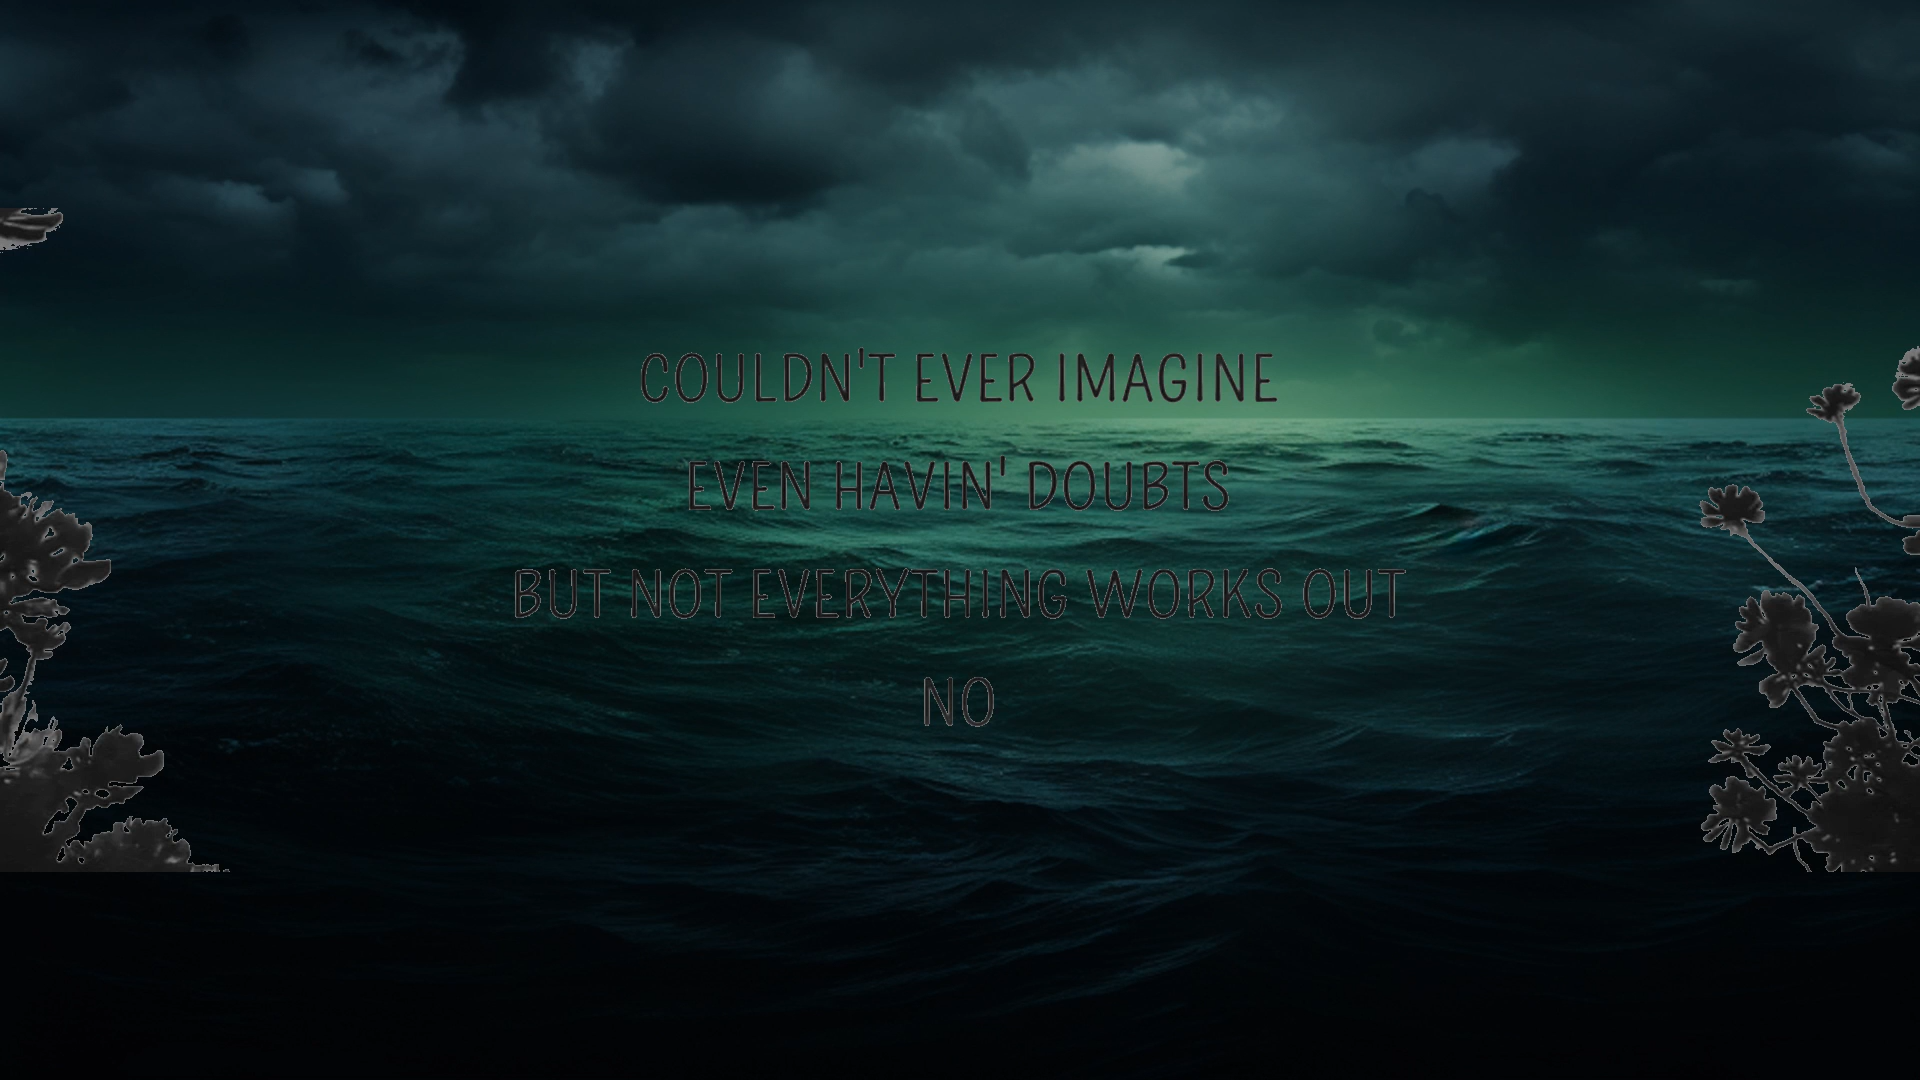 COULDN'T EVER IMAGINE
EVEN HAVIN' DOUBTS
BUT NOT EVERYTHING WORKS OUT
NO